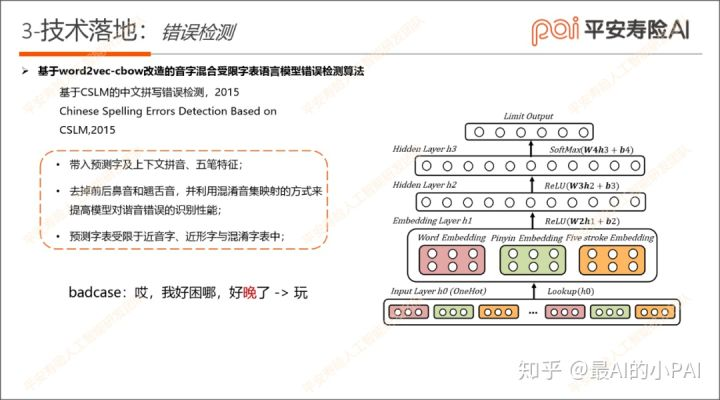 3-技术落地：错误检测
pai 平安寿险AI
➤ 基于word2vec-cbow改造的音字混合受限字表语言模型错误检测算法
基于CSLM的中文拼写错误检测，2015
Chinese Spelling Errors Detection Based on
CSLM,2015
• 带入预测字及上下文拼音、五笔特征；
• 去掉前后鼻音和翘舌音，并利用混淆音集映射的方式来
提高模型对谐音错误的识别性能；
• 预测字表受限于近音字、近形字与混淆字表中；
badcase：哎，我好困哪，好晚了 -> 玩
Limit Output
Hidden Layer h3 SoftMax(W4h3 + b4)
Hidden Layer h2 ReLU(W3h2 + b3)
Embedding Layer h1 ReLU(W2h1 + b2)
Word Embedding Pinyin Embedding Five stroke Embedding
Input Layer h0 (OneHot) Lookup(h0)
...
知乎 @最AI的小PAI